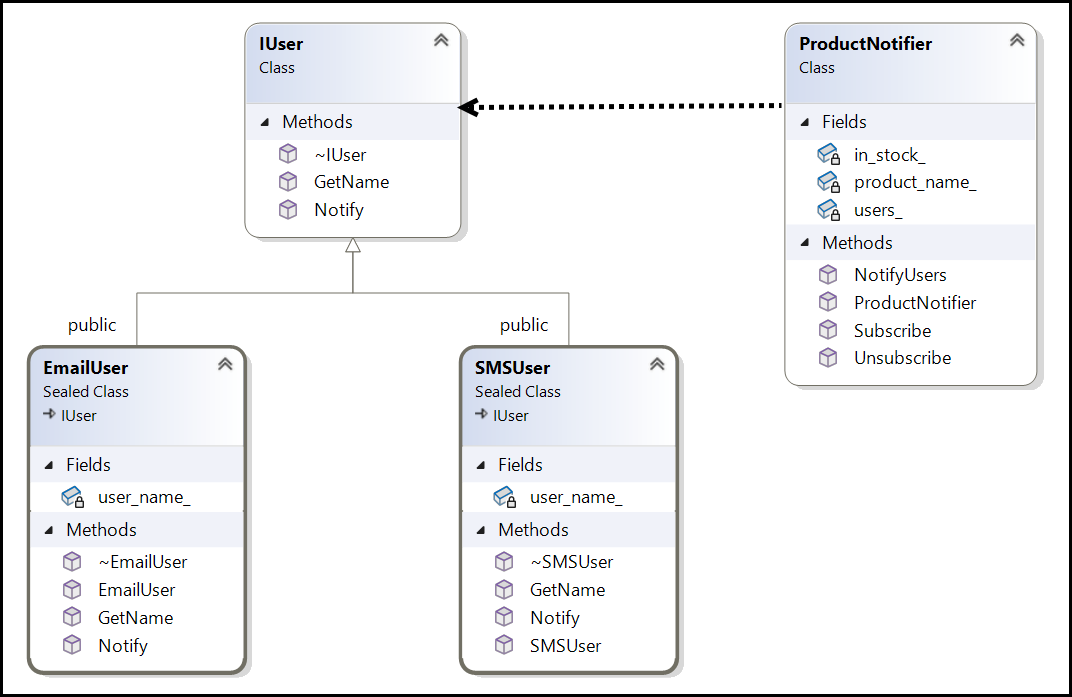 IUser
Class
Methods
~IUser
GetName
Notify
ProductNotifier
Class
Fields
in_stock_
product_name_
users_
Methods
NotifyUsers
ProductNotifier
Subscribe
Unsubscribe
public
EmailUser
Sealed Class
IUser
Fields
user_name_
Methods
~EmailUser
EmailUser
GetName
Notify
public
SMSUser
Sealed Class
IUser
Fields
user_name_
Methods
~SMSUser
GetName
Notify
SMSUser